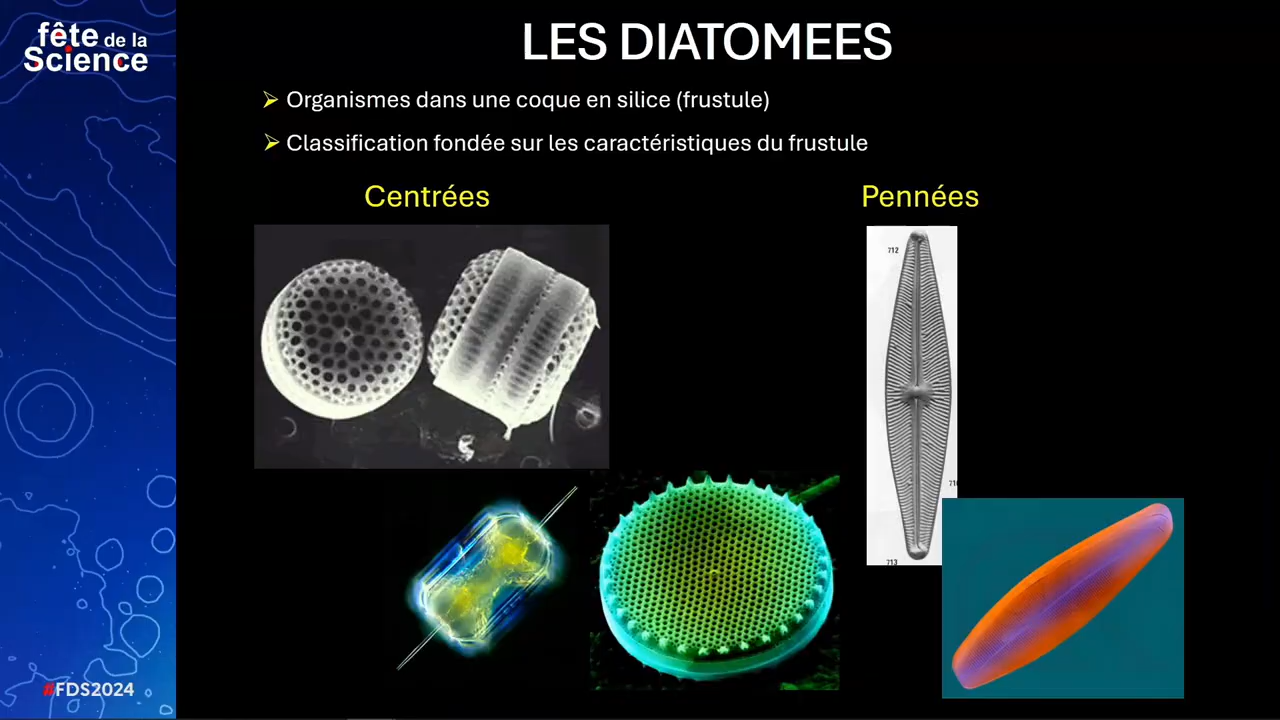 fête de la
Science
LES DIATOMEES
Organismes dans une coque en silice (frustule)
Classification fondée sur les caractéristiques du frustule
Centrées
Pennées
712
713
#FDS2024